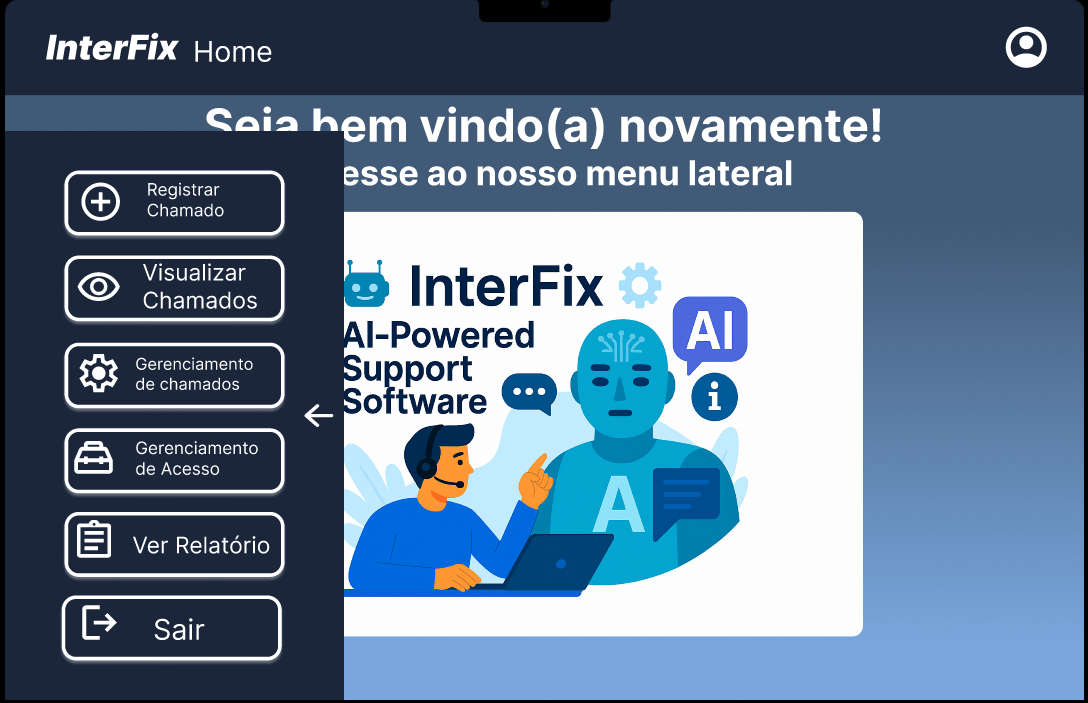 InterFix Home
Seja bem vindo(a) novamente!
esse ao nosso menu lateral
Registrar
Chamado
Visualizar
Chamados
Gerenciamento
de chamados
Gerenciamento
de Acesso
Ver Relatório
Sair
InterFix
AI-Powered
Support
Software
AI
i
A